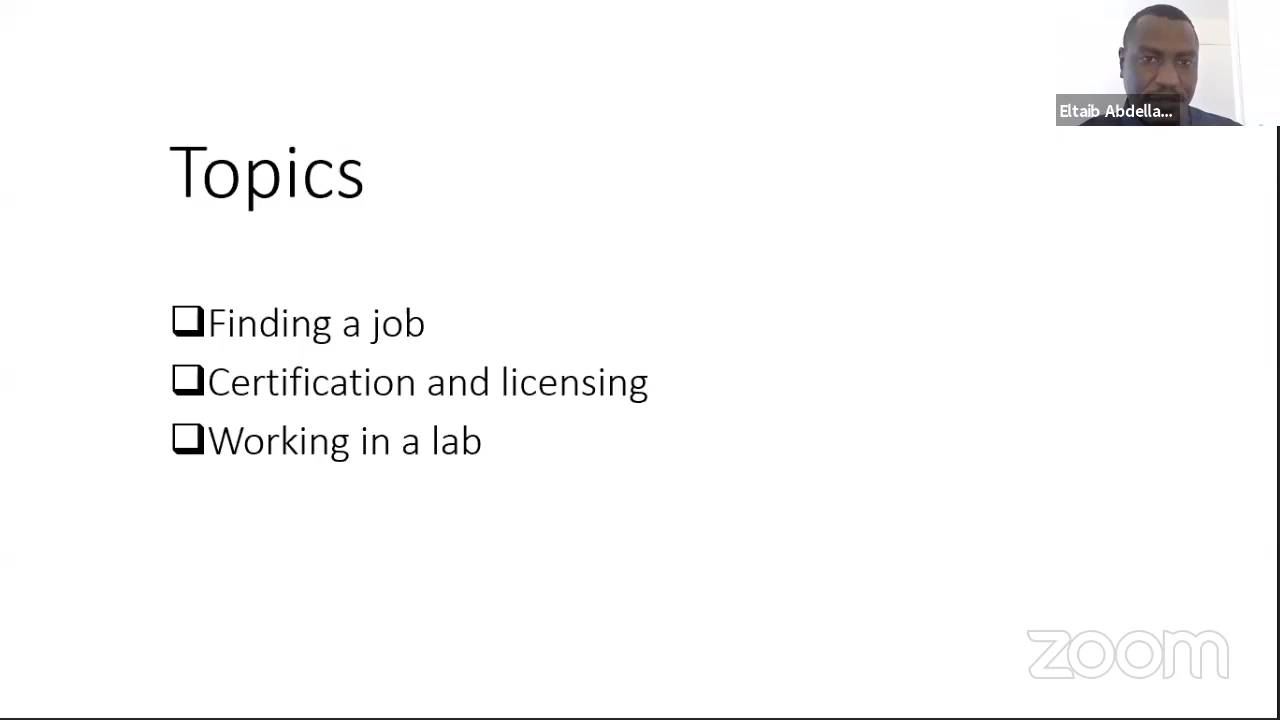 Eltaib Abdella...
Topics
Finding a job
Certification and licensing
Working in a lab
zoom